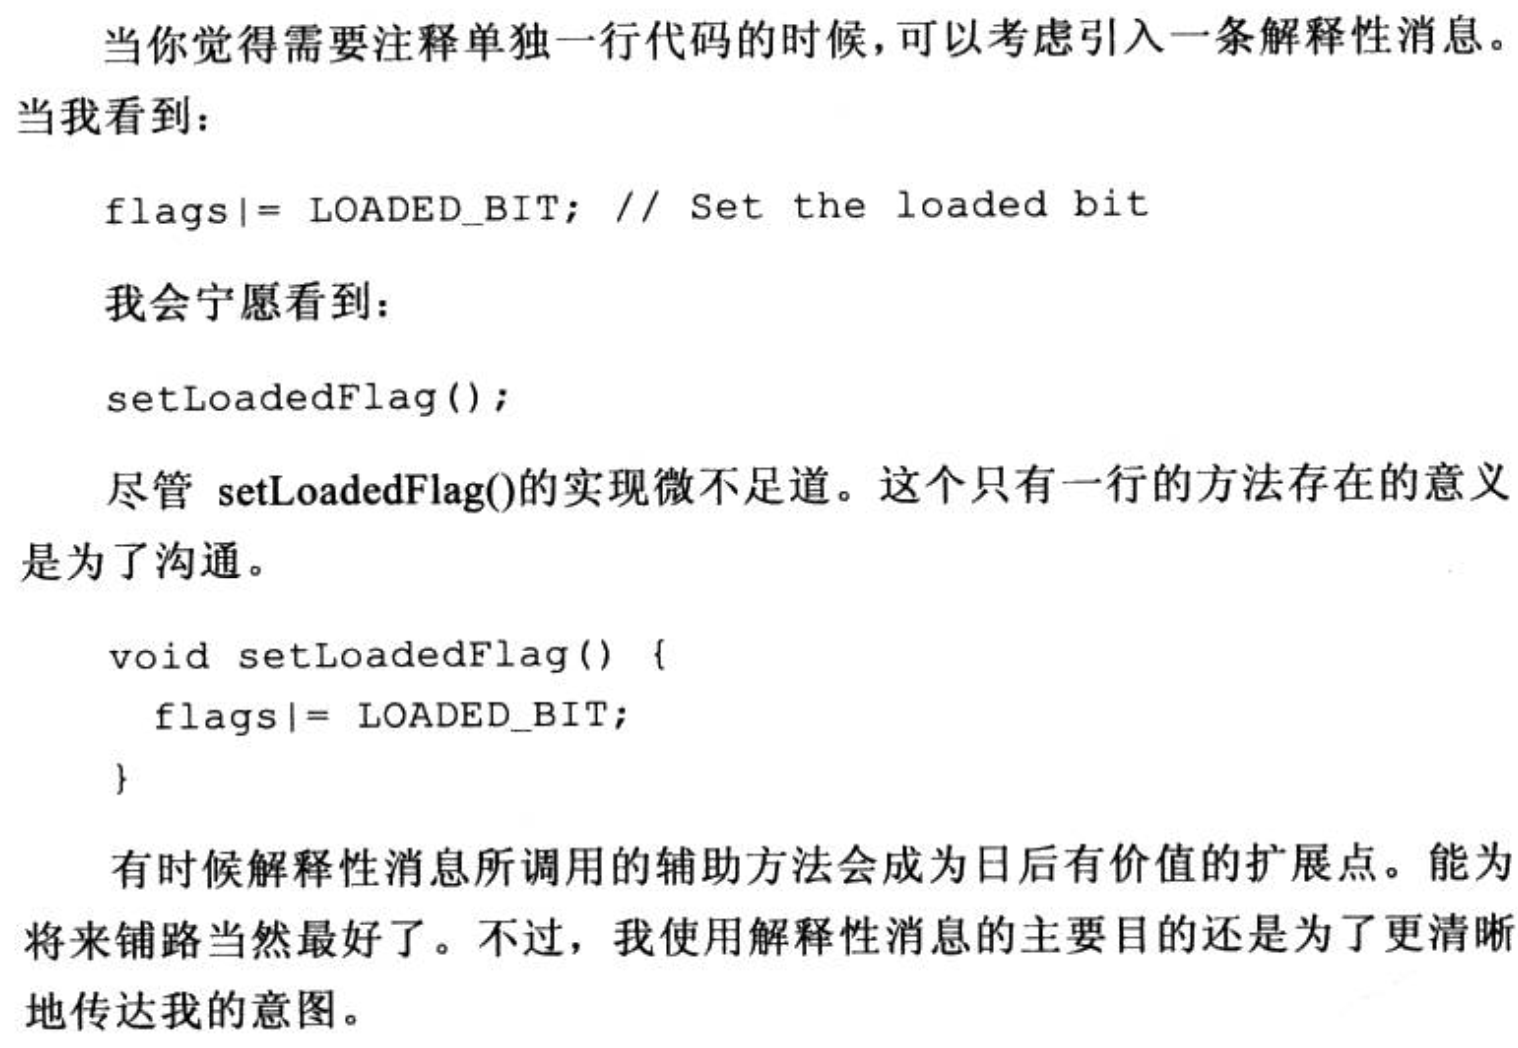 当你觉得需要注释单独一行代码的时候,可以考虑引入一条解释性消息。
当我看到：
flags|= LOADED_BIT; // Set the loaded bit
我会宁愿看到：
setLoadedFlag();
尽管 setLoadedFlag()的实现微不足道。这个只有一行的方法存在的意义
是为了沟通。
void setLoadedFlag() {
  flags|= LOADED_BIT;
}
有时候解释性消息所调用的辅助方法会成为日后有价值的扩展点。能为
将来铺路当然最好了。不过，我使用解释性消息的主要目的还是为了更清晰
地传达我的意图。